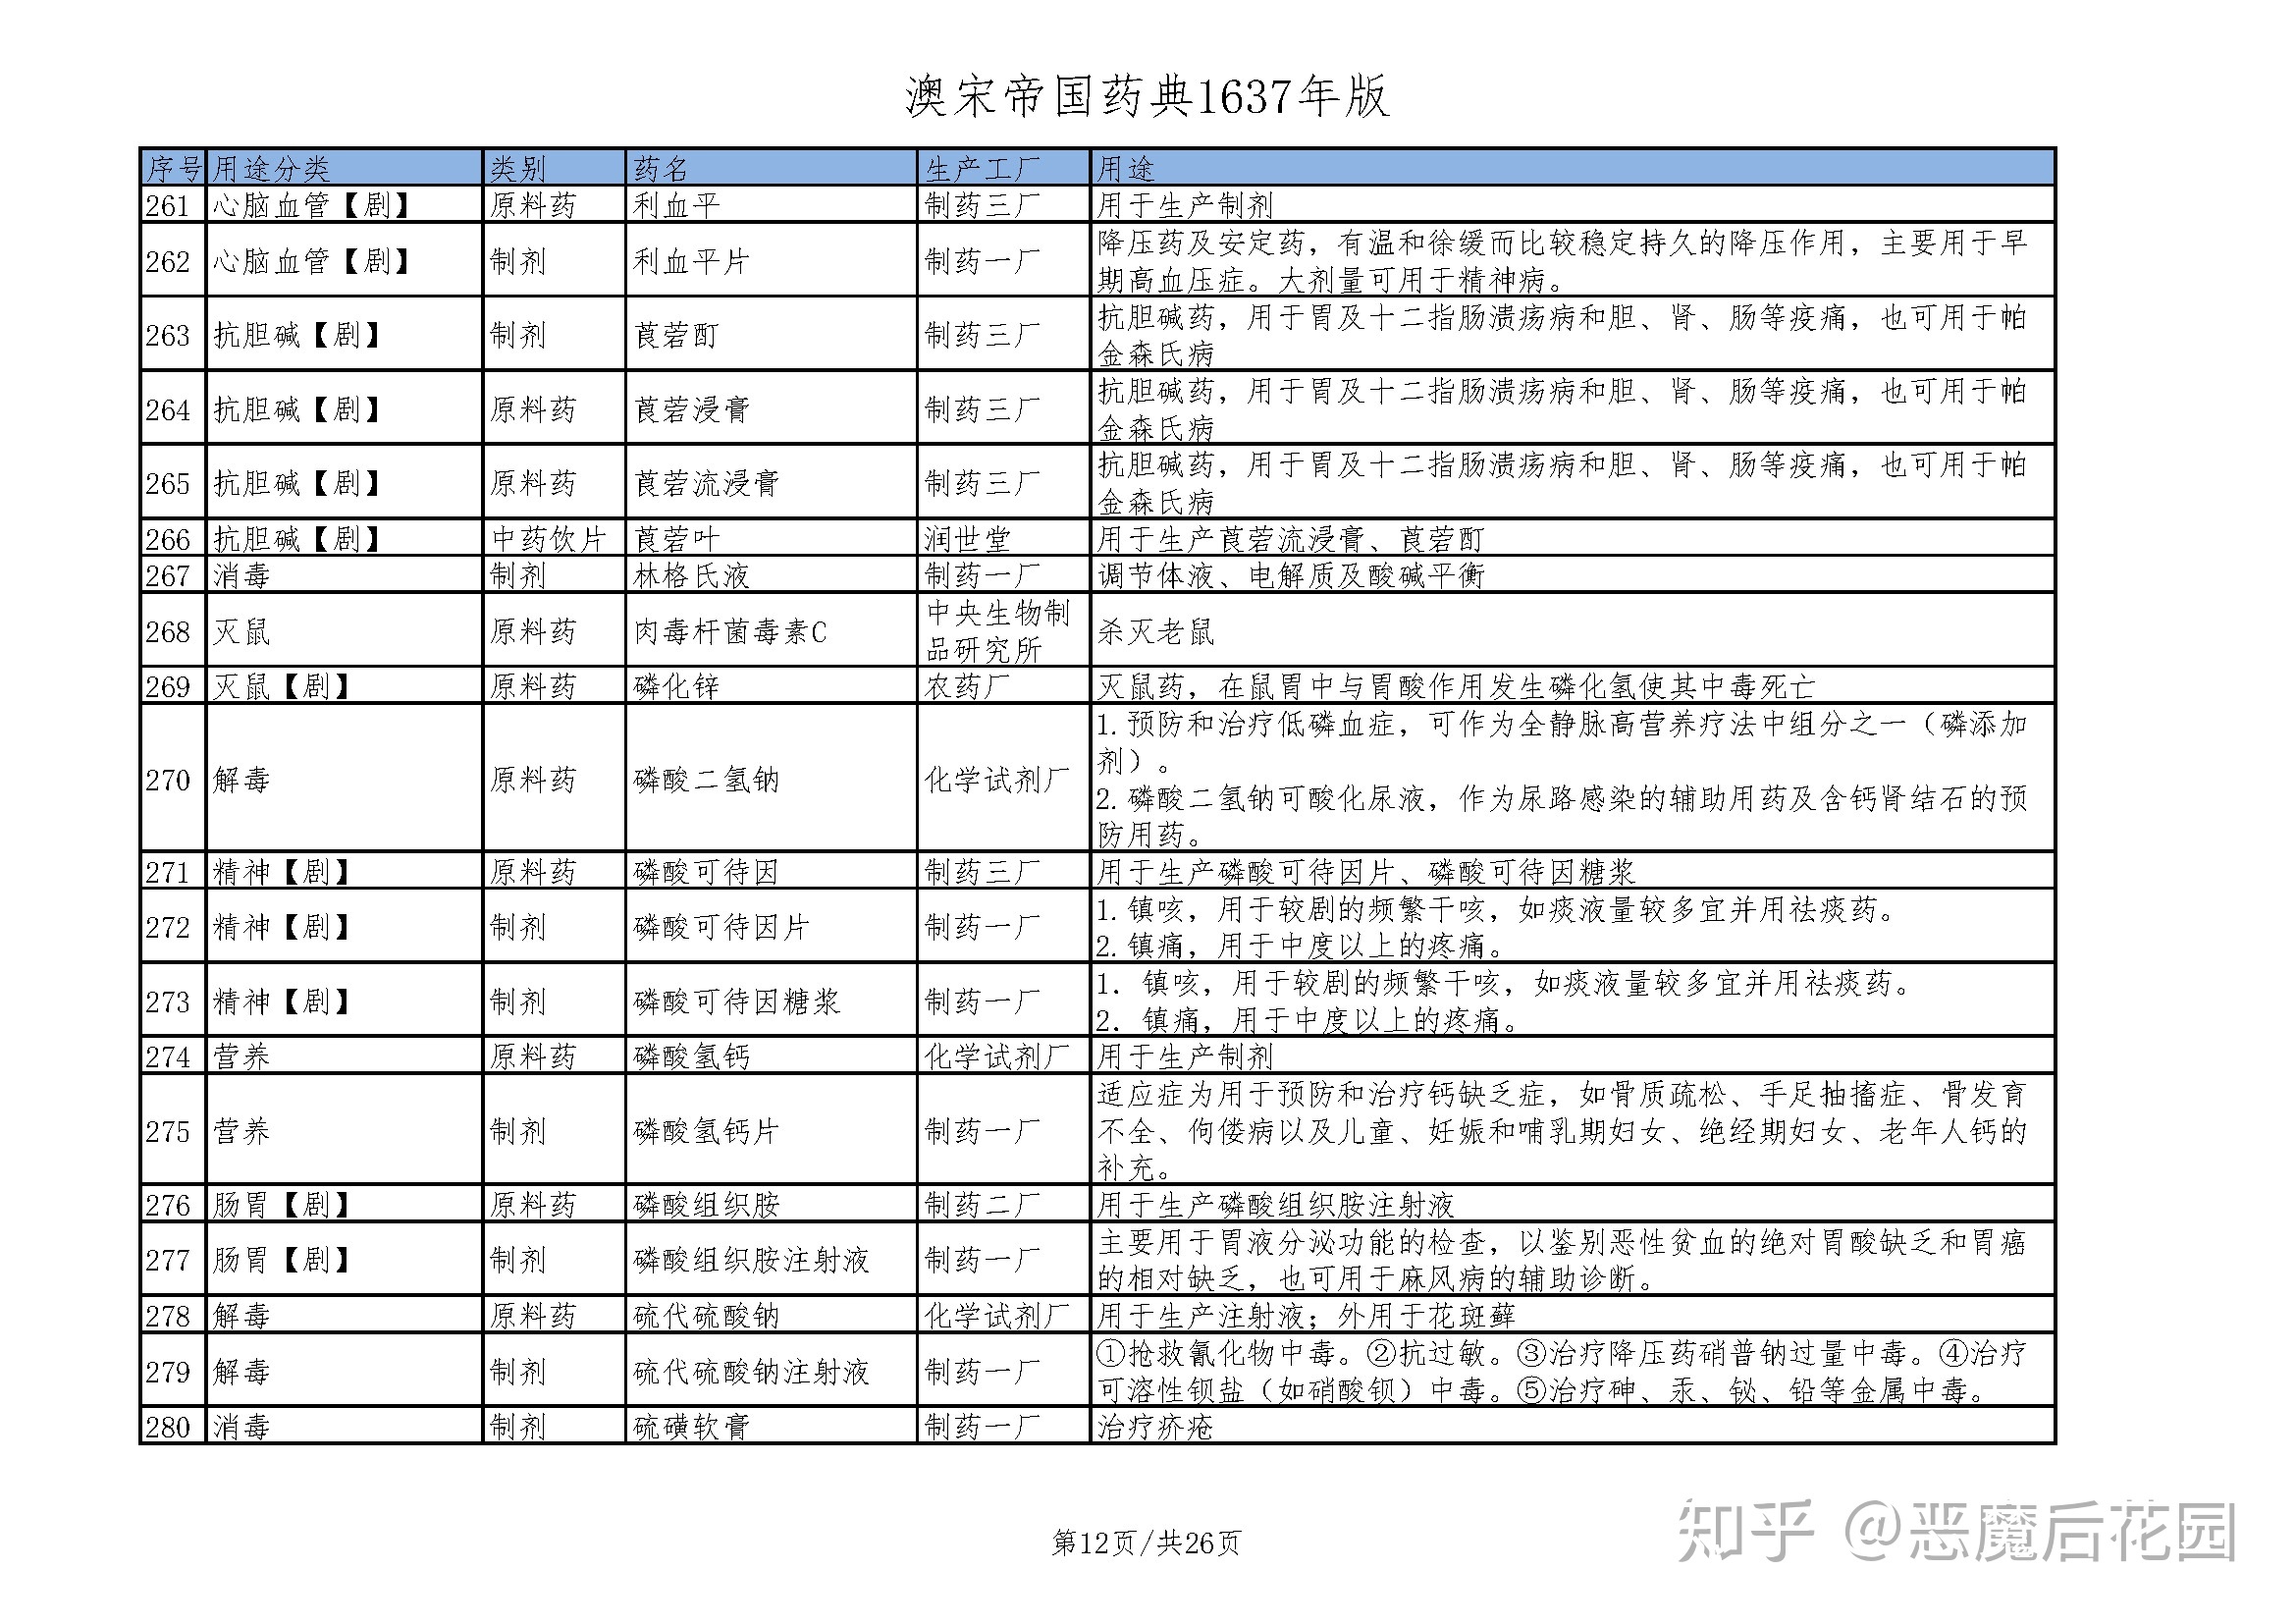 澳宋帝国药典1637年版
序号 用途分类 类别 药名 生产工厂 用途
261 心脑血管【剧】 原料药 利血平 制药三厂 用于生产制剂
262 心脑血管【剧】 制剂 利血平片 制药一厂 降压药及安定药，有温和徐缓而比较稳定持久的降压作用，主要用于早
期高血压症。大剂量可用于精神病。
263 抗胆碱【剧】 制剂 莨菪酊 制药三厂 抗胆碱药，用于胃及十二指肠溃疡病和胆、肾、肠等疫痛，也可用于帕
金森氏病
264 抗胆碱【剧】 原料药 莨菪浸膏 制药三厂 抗胆碱药，用于胃及十二指肠溃疡病和胆、肾、肠等疫痛，也可用于帕
金森氏病
265 抗胆碱【剧】 原料药 莨菪流浸膏 制药三厂 抗胆碱药，用于胃及十二指肠溃疡病和胆、肾、肠等疫痛，也可用于帕
金森氏病
266 抗胆碱【剧】 中药饮片 莨菪叶 润世堂 用于生产莨菪流浸膏、莨菪酊
267 消毒 制剂 林格氏液 制药一厂 调节体液、电解质及酸碱平衡
268 灭鼠 原料药 肉毒杆菌毒素C 中央生物制
品研究所 杀灭老鼠
269 灭鼠【剧】 原料药 磷化锌 农药厂 灭鼠药，在鼠胃中与胃酸作用发生磷化氢使其中毒死亡
270 解毒 原料药 磷酸二氢钠 化学试剂厂 1.预防和治疗低磷血症，可作为全静脉高营养疗法中组分之一（磷添加
剂）。
2.磷酸二氢钠可酸化尿液，作为尿路感染的辅助用药及含钙肾结石的预
防用药。
271 精神【剧】 原料药 磷酸可待因 制药三厂 用于生产磷酸可待因片、磷酸可待因糖浆
272 精神【剧】 制剂 磷酸可待因片 制药一厂 1.镇咳，用于较剧的频繁干咳，如痰液量较多宜并用祛痰药。
2.镇痛，用于中度以上的疼痛。
273 精神【剧】 制剂 磷酸可待因糖浆 制药一厂 1. 镇咳，用于较剧的频繁干咳，如痰液量较多宜并用祛痰药。
2. 镇痛，用于中度以上的疼痛。
274 营养 原料药 磷酸氢钙 化学试剂厂 用于生产制剂
275 营养 制剂 磷酸氢钙片 制药一厂 适应症为用于预防和治疗钙缺乏症，如骨质疏松、手足抽搐症、骨发育
不全、佝偻病以及儿童、妊娠和哺乳期妇女、绝经期妇女、老年人钙的
补充。
276 肠胃【剧】 原料药 磷酸组织胺 制药二厂 用于生产磷酸组织胺注射液
277 肠胃【剧】 制剂 磷酸组织胺注射液 制药一厂 主要用于胃液分泌功能的检查，以鉴别恶性贫血的绝对胃酸缺乏和胃癌
的相对缺乏，也可用于麻风病的辅助诊断。
278 解毒 原料药 硫代硫酸钠 化学试剂厂 用于生产注射液；外用于花斑藓
279 解毒 制剂 硫代硫酸钠注射液 制药一厂 ①抢救氰化物中毒。②抗过敏。③治疗降压药硝普钠过量中毒。④治疗
可溶性钡盐（如硝酸钡）中毒。⑤治疗砷、汞、铋、铅等金属中毒。
280 消毒 制剂 硫磺软膏 制药一厂 治疗疥疮
第12页/共26页
知乎 @恶魔后花园